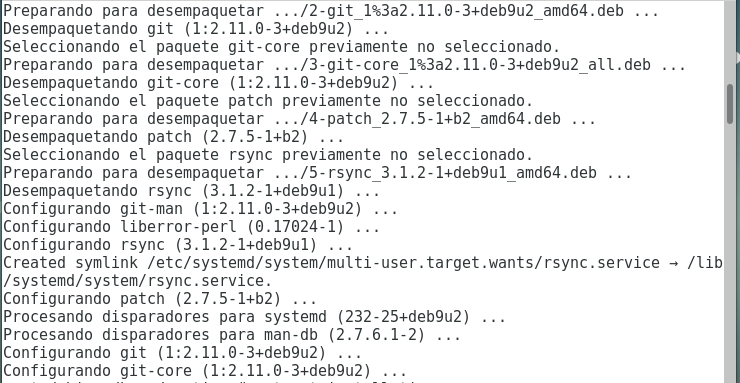 Preparando para desempaquetar .../2-git_1%3a2.11.0-3+deb9u2_amd64.deb ...
Desempaquetando git (1:2.11.0-3+deb9u2) ...
Seleccionando el paquete git-core previamente no seleccionado.
Preparando para desempaquetar .../3-git-core_1%3a2.11.0-3+deb9u2_all.deb ...
Desempaquetando git-core (1:2.11.0-3+deb9u2) ...
Seleccionando el paquete patch previamente no seleccionado.
Preparando para desempaquetar .../4-patch_2.7.5-1+b2_amd64.deb ...
Desempaquetando patch (2.7.5-1+b2) ...
Seleccionando el paquete rsync previamente no seleccionado.
Preparando para desempaquetar .../5-rsync_3.1.2-1+deb9u1_amd64.deb ...
Desempaquetando rsync (3.1.2-1+deb9u1) ...
Configurando git-man (1:2.11.0-3+deb9u2) ...
Configurando liberror-perl (0.17024-1) ...
Configurando rsync (3.1.2-1+deb9u1) ...
Created symlink /etc/systemd/system/multi-user.target.wants/rsync.service → /lib
/systemd/system/rsync.service.
Configurando patch (2.7.5-1+b2) ...
Procesando disparadores para systemd (232-25+deb9u2) ...
Procesando disparadores para man-db (2.7.6.1-2) ...
Configurando git (1:2.11.0-3+deb9u2) ...
Configurando git-core (1:2.11.0-3+deb9u2) ...